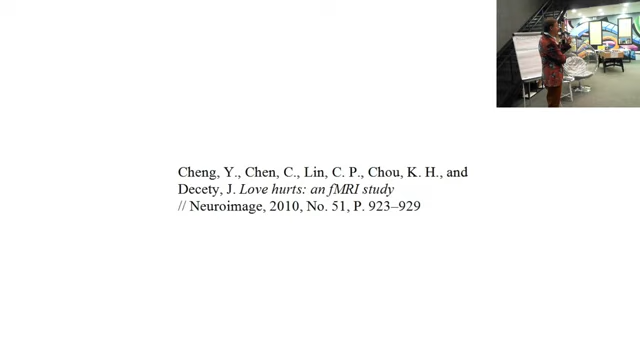 Cheng, Y., Chen, C., Lin, C. P., Chou, K. H., and
Decety, J. Love hurts: an fMRI study
// Neuroimage, 2010, No. 51, P. 923–929